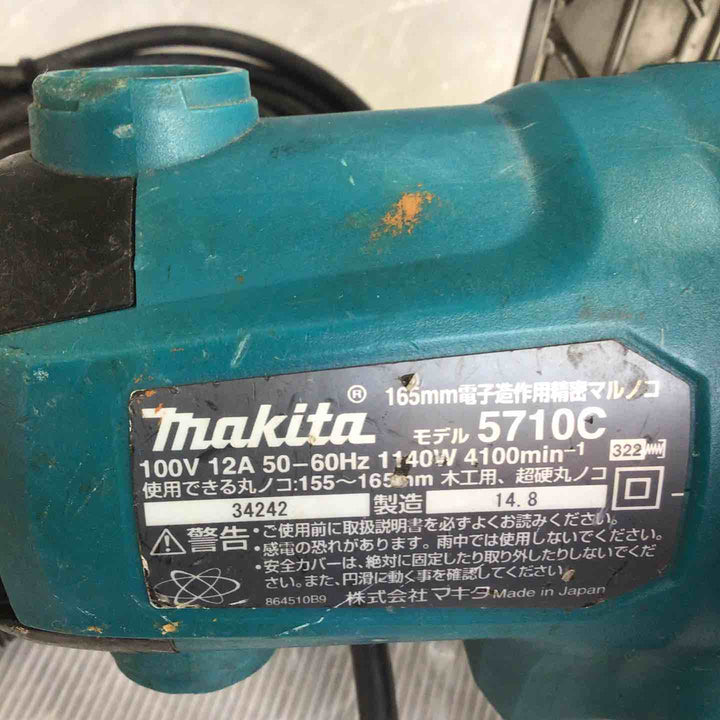 165mm電子造作用精密マルノコ
makita® モデル 5710C
100V 12A 50-60Hz 1140W 4100min⁻¹ 322
使用できる丸ノコ:155～165mm 木工用、超硬丸ノコ
34242 製造 14.8
警告 ・ご使用前に取扱説明書を必ずよくお読みください。
・感電の恐れがあります。雨中では使用しないでください。
・安全カバーは、絶対に固定したり取り外したりしないでくだ
さい。また、円滑に動く事を確認してください。
864510B9 株式会社マキタ Made in Japan